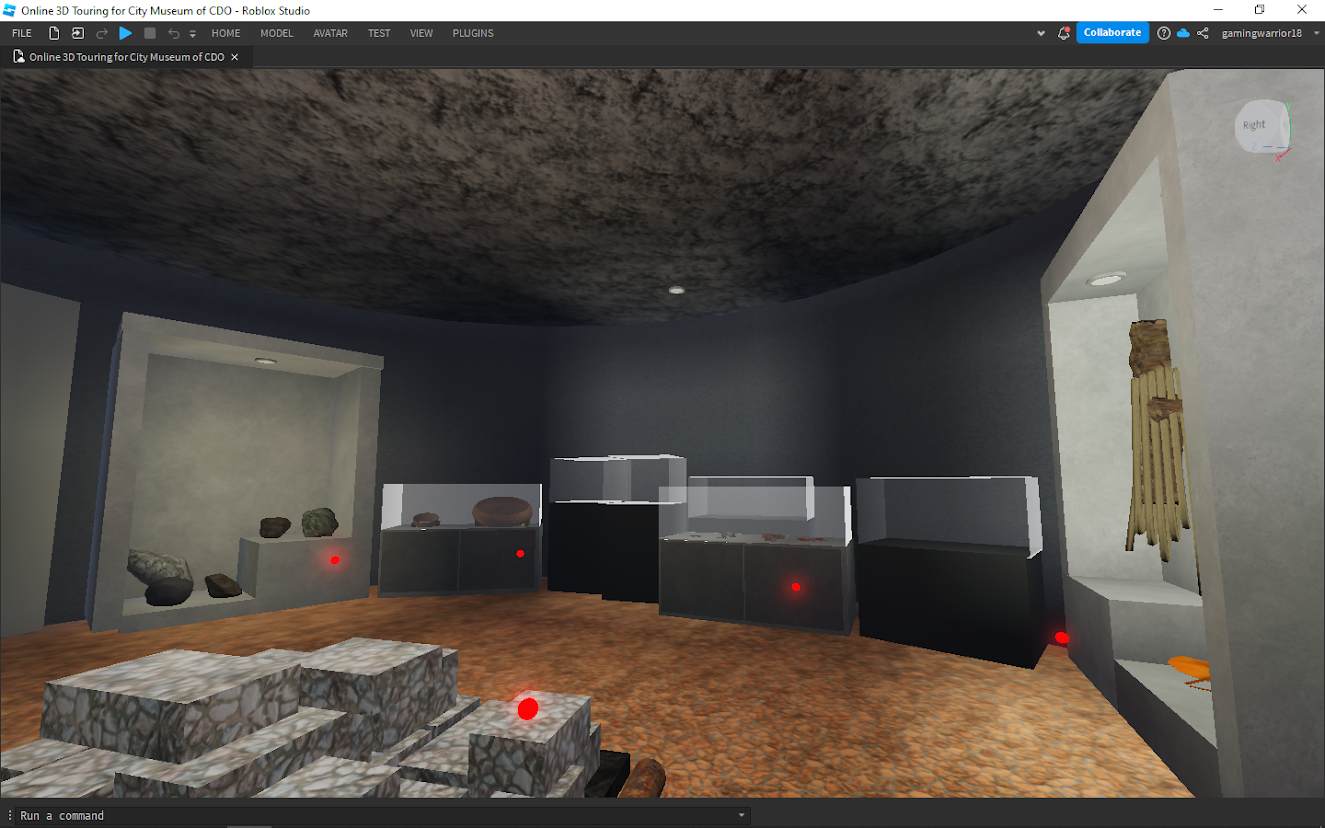 Online 3D Touring for City Museum of CDO - Roblox Studio
FILE HOME MODEL AVATAR TEST VIEW PLUGINS Collaborate gamingwarrior18
Online 3D Touring for City Museum of CDO
Right
Y
Z
X
Run a command